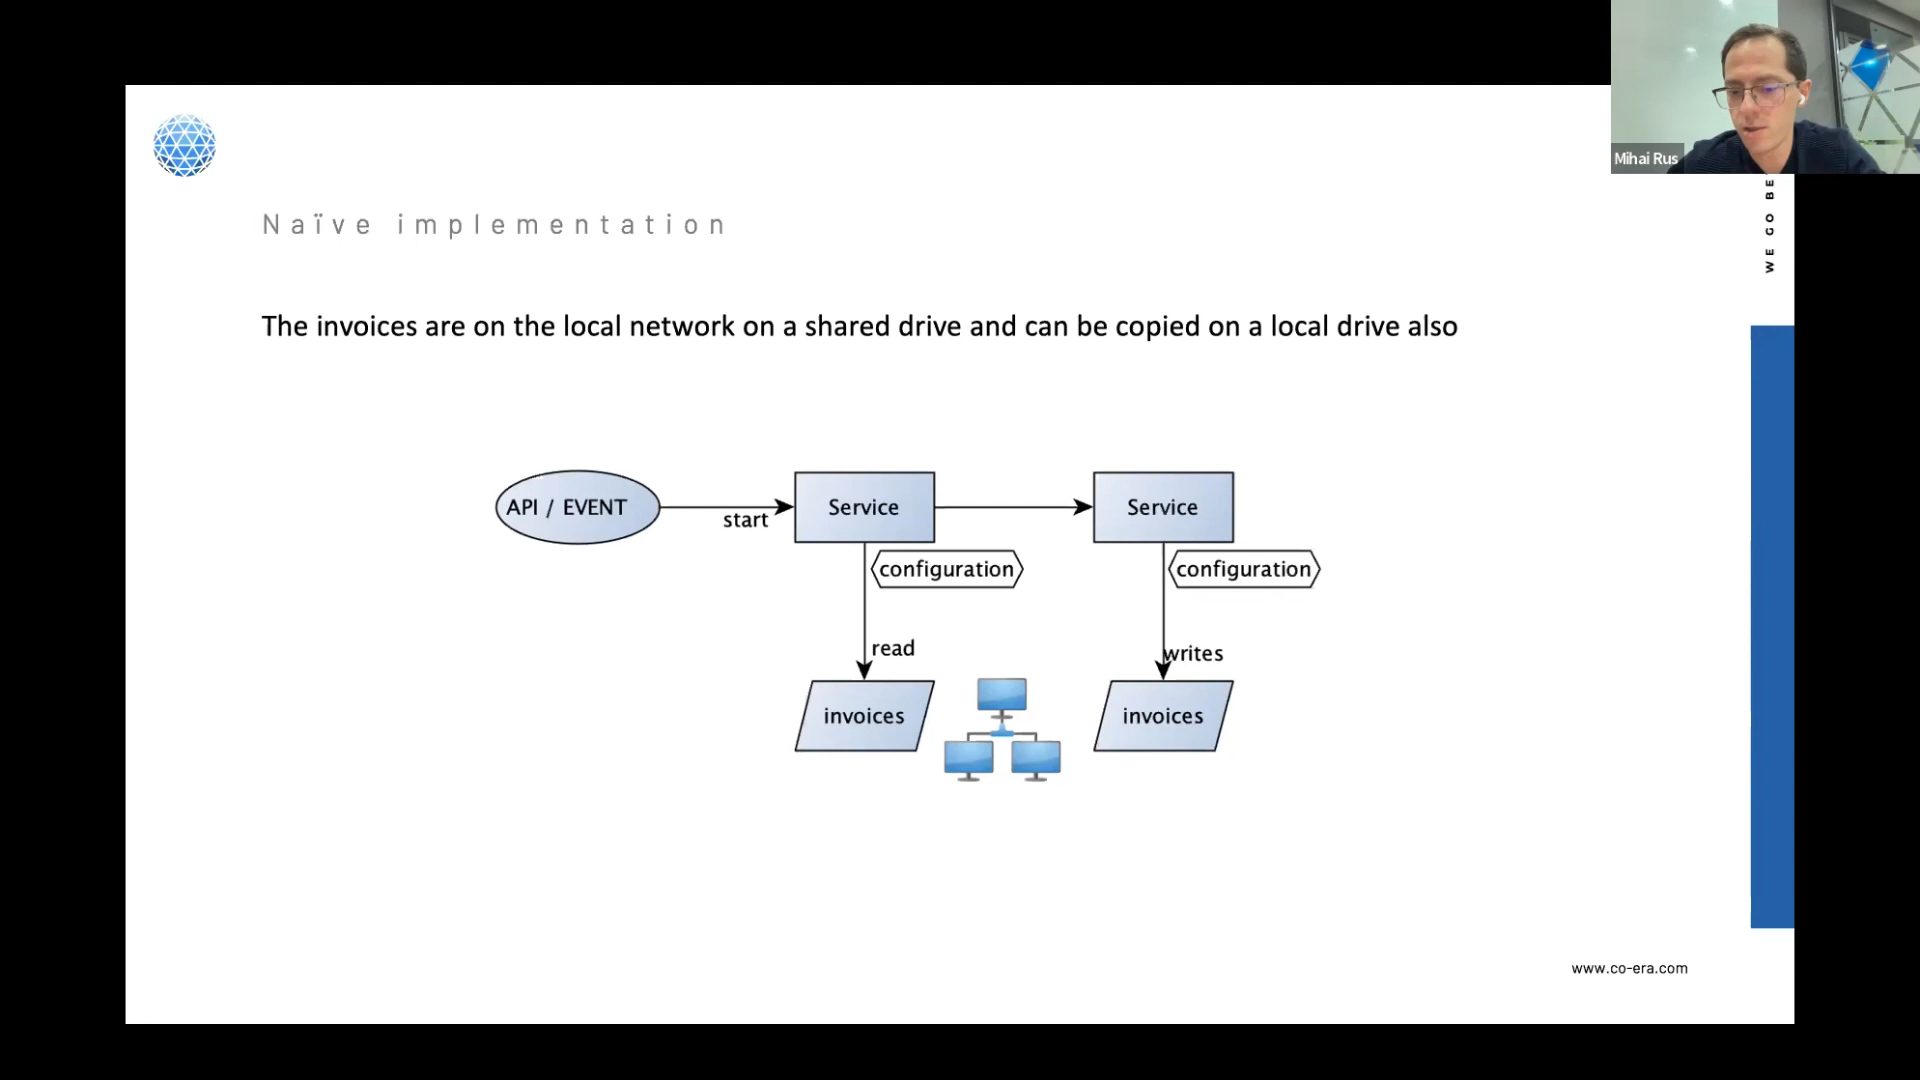 Mihai Rus
WE GO BE
Naïve implementation
The invoices are on the local network on a shared drive and can be copied on a local drive also
API / EVENT
start
Service
Service
configuration
configuration
read
writes
invoices
invoices
www.co-era.com